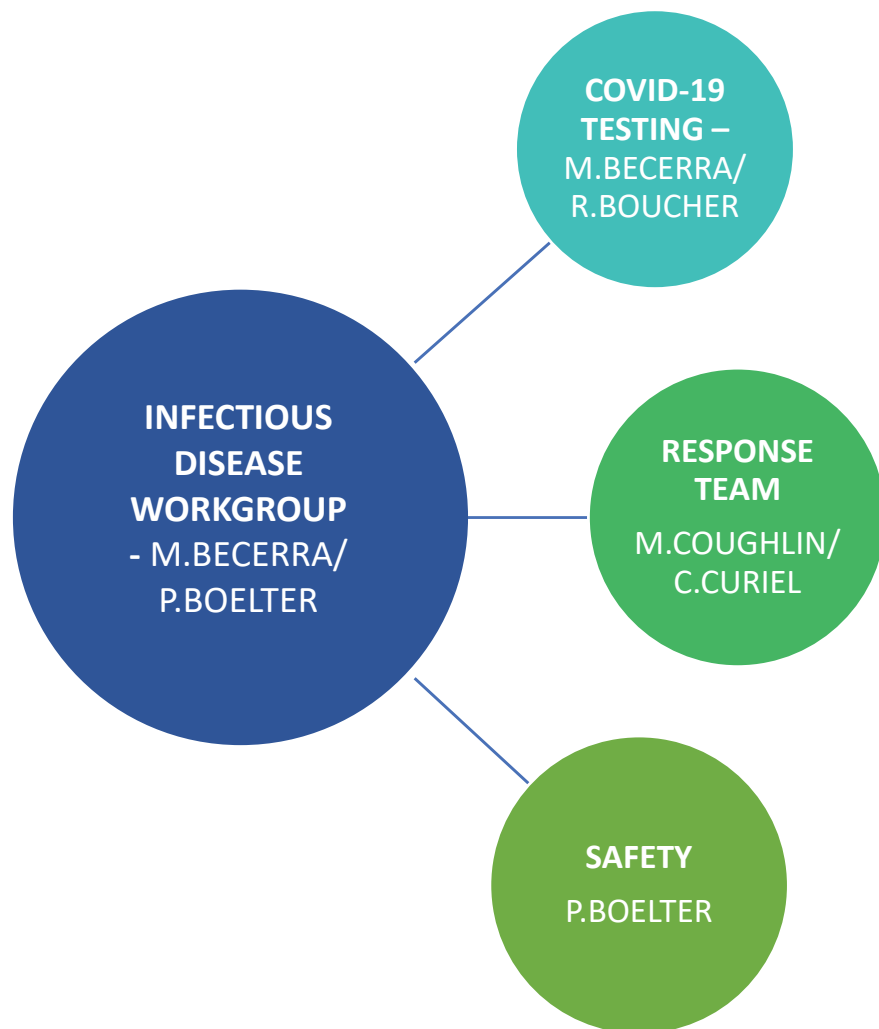 COVID-19
TESTING –
M.BECERRA/
R.BOUCHER
INFECTIOUS
DISEASE
WORKGROUP
- M.BECERRA/
P.BOELTER
RESPONSE
TEAM
M.COUGHLIN/
C.CURIEL
SAFETY
P.BOELTER